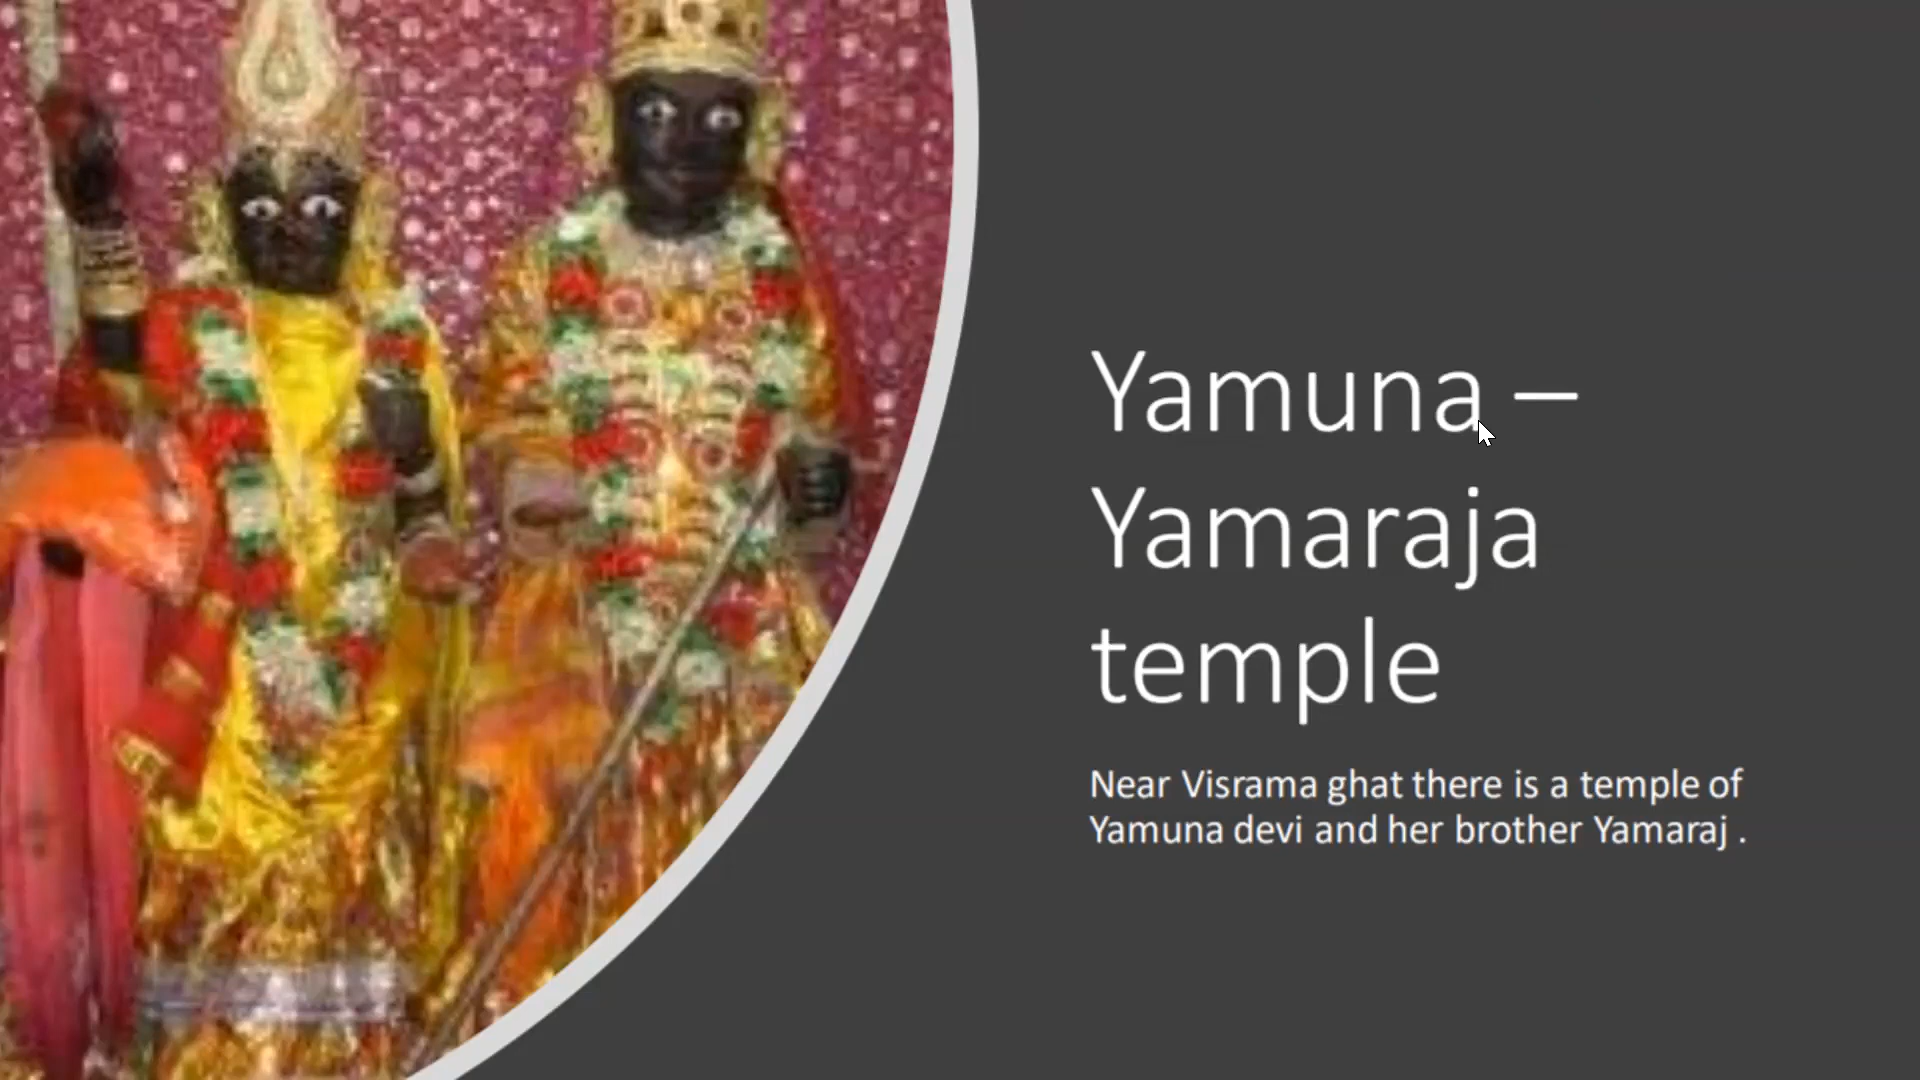 Yamuna –
Yamaraja
temple
Near Visrama ghat there is a temple of
Yamuna devi and her brother Yamaraj .